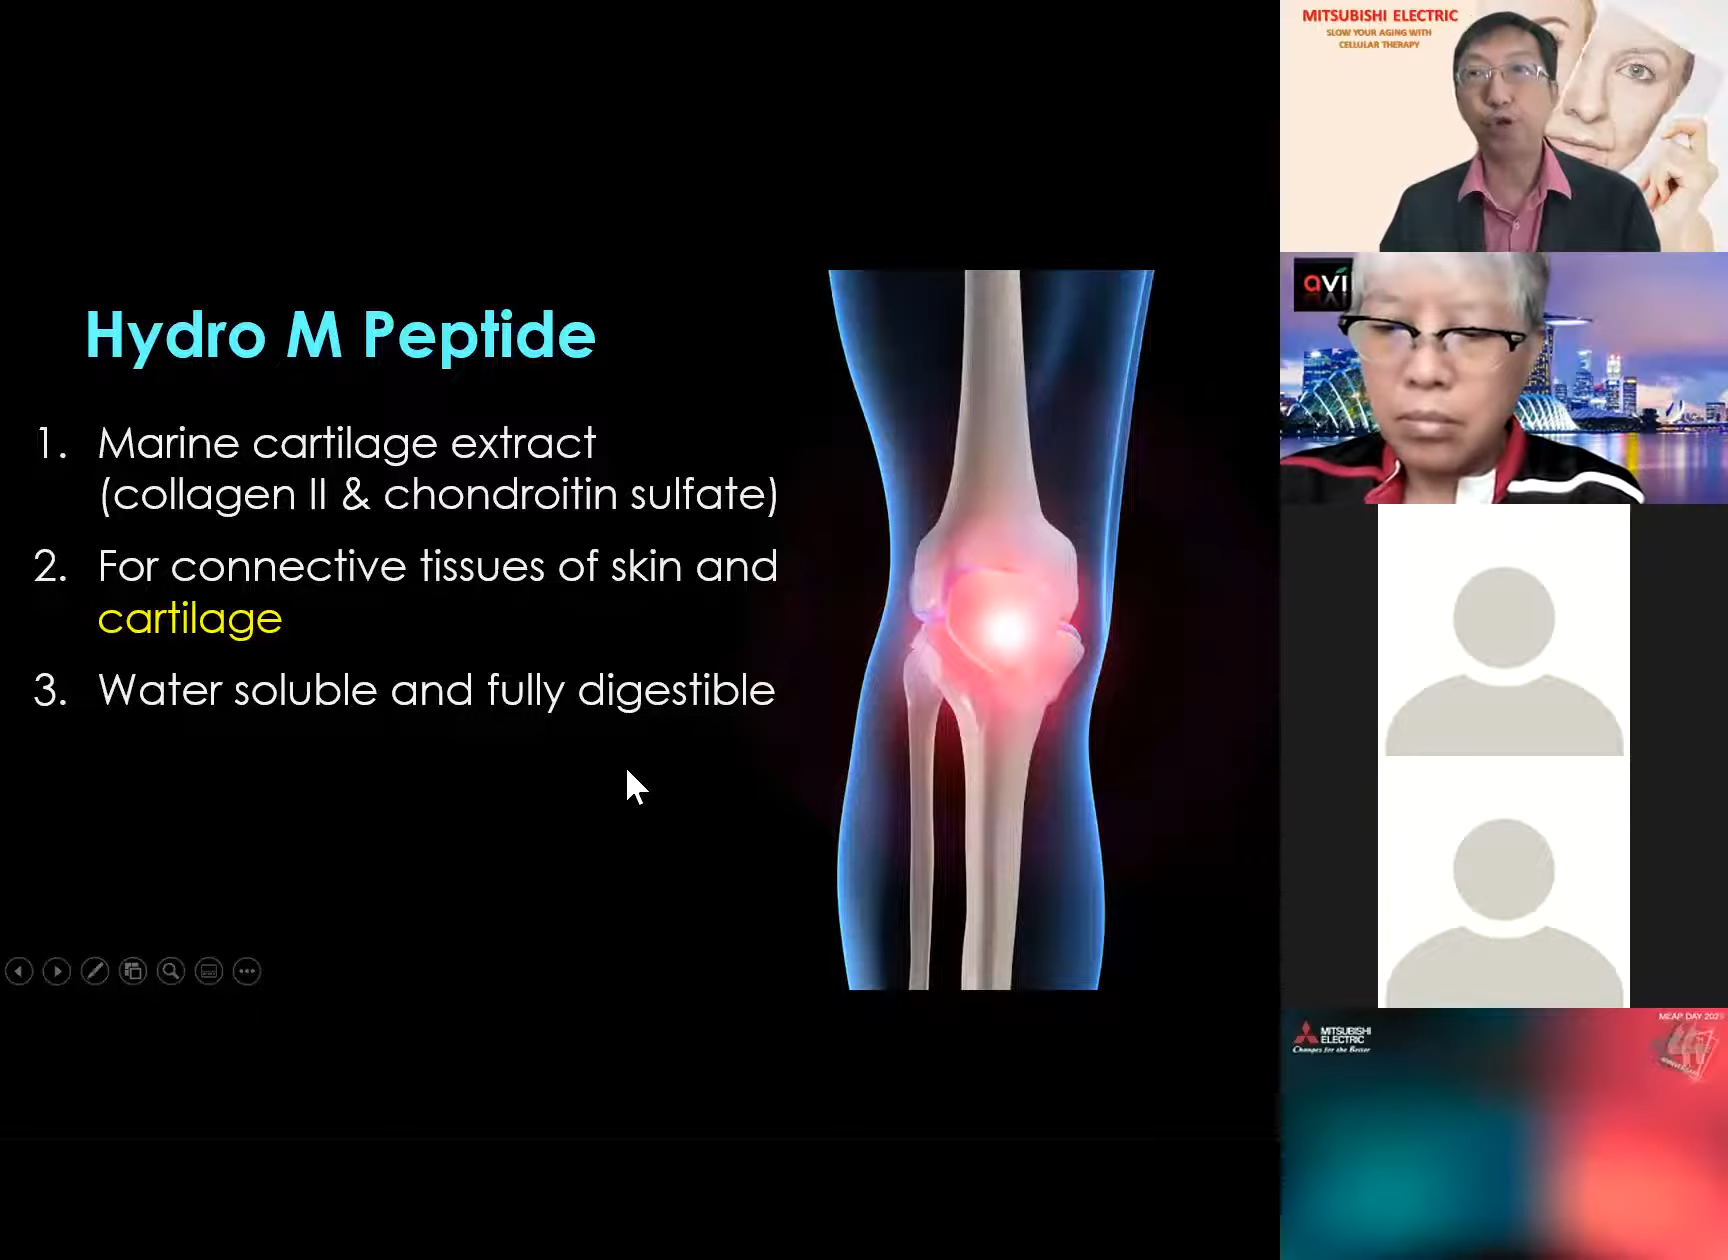 Hydro M Peptide
1. Marine cartilage extract
(collagen II & chondroitin sulfate)
2. For connective tissues of skin and
cartilage
3. Water soluble and fully digestible
MITSUBISHI ELECTRIC
SLOW YOUR AGING WITH
CELLULAR THERAPY
avi
MITSUBISHI
ELECTRIC
Changes for the Better
MEAP DAY